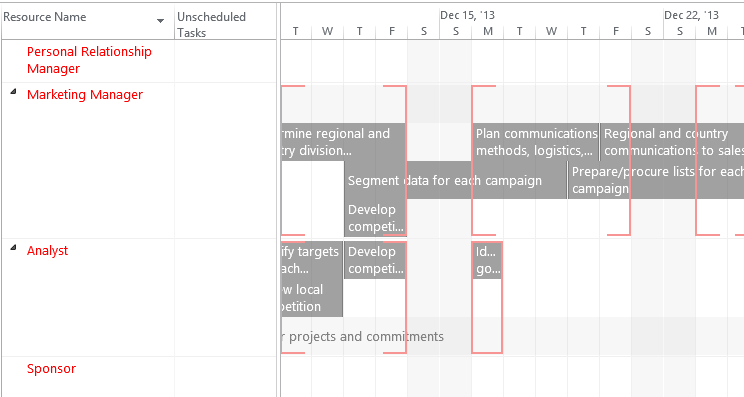 Resource Name
Unscheduled
Tasks
Dec 15, '13
Dec 22, '13
T W T F S S M T W T F S S M T
Personal Relationship
Manager
Marketing Manager
rmine regional and
try division...
Plan communications
methods, logistics,...
Regional and country
communications to sales
Segment data for each campaign
Prepare/procure lists for each
campaign
Develop
competi...
Analyst
ify targets
ach...
Develop
competi...
Id...
go...
w local
petition
r projects and commitments
Sponsor